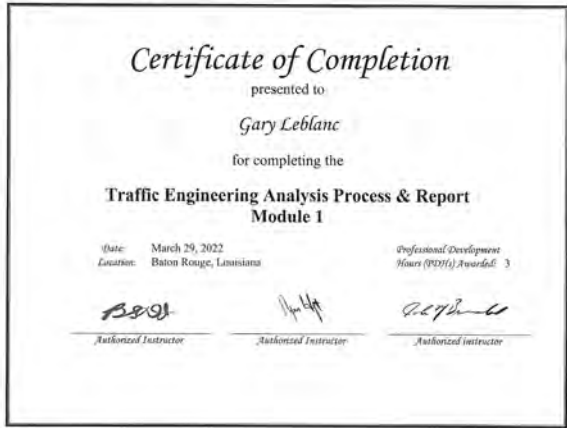 Certificate of Completion
presented to
Gary Leblanc
for completing the
Traffic Engineering Analysis Process & Report
Module 1
Date: March 29, 2022
Location: Baton Rouge, Louisiana
Professional Development
Hours (PDHs) Awarded: 3
Authorized Instructor
Authorized Instructor
Authorized instructor